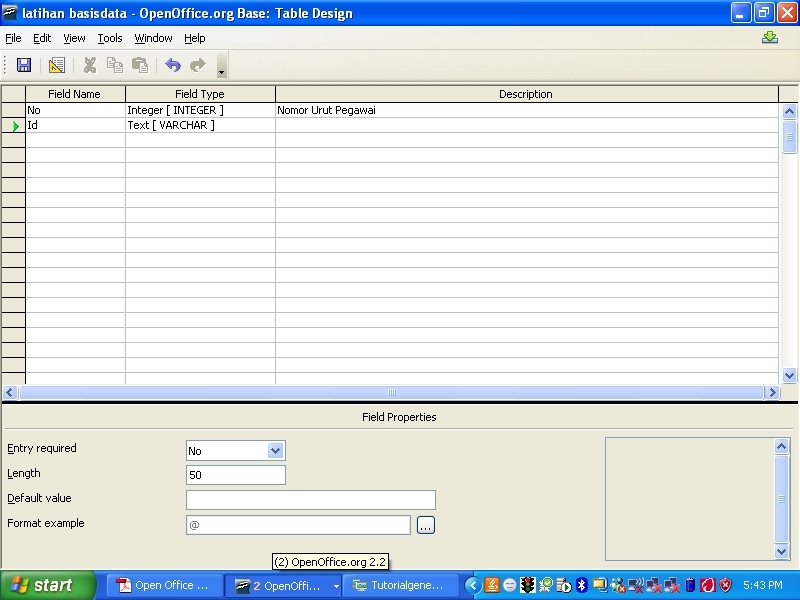 latihan basisdata - OpenOffice.org Base: Table Design
File Edit View Tools Window Help
Field Name Field Type Description
No Integer [ INTEGER ] Nomor Urut Pegawai
Id Text [ VARCHAR ]
Field Properties
Entry required No
Length 50
Default value
Format example @ ...
(2) OpenOffice.org 2.2
start Open Office ... 2 OpenOffi... Tutorialgene... 5:43 PM